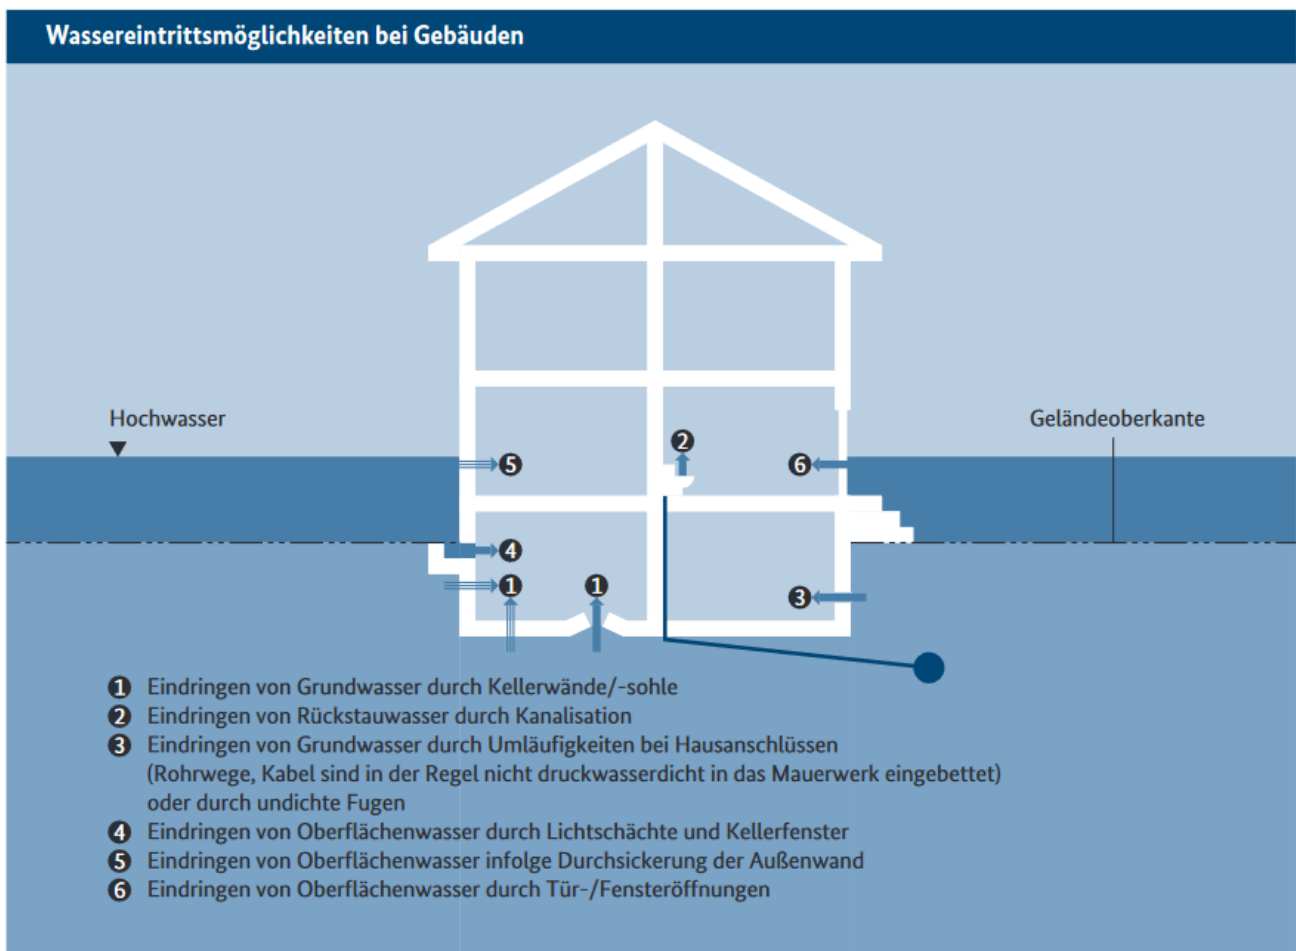 Wassereintrittsmöglichkeiten bei Gebäuden
Hochwasser
Geländeoberkante
2
5
6
4
1
1
3
1 Eindringen von Grundwasser durch Kellerwände/-sohle
2 Eindringen von Rückstauwasser durch Kanalisation
3 Eindringen von Grundwasser durch Umläufigkeiten bei Hausanschlüssen
(Rohrwege, Kabel sind in der Regel nicht druckwasserdicht in das Mauerwerk eingebettet)
oder durch undichte Fugen
4 Eindringen von Oberflächenwasser durch Lichtschächte und Kellerfenster
5 Eindringen von Oberflächenwasser infolge Durchsickerung der Außenwand
6 Eindringen von Oberflächenwasser durch Tür-/Fensteröffnungen